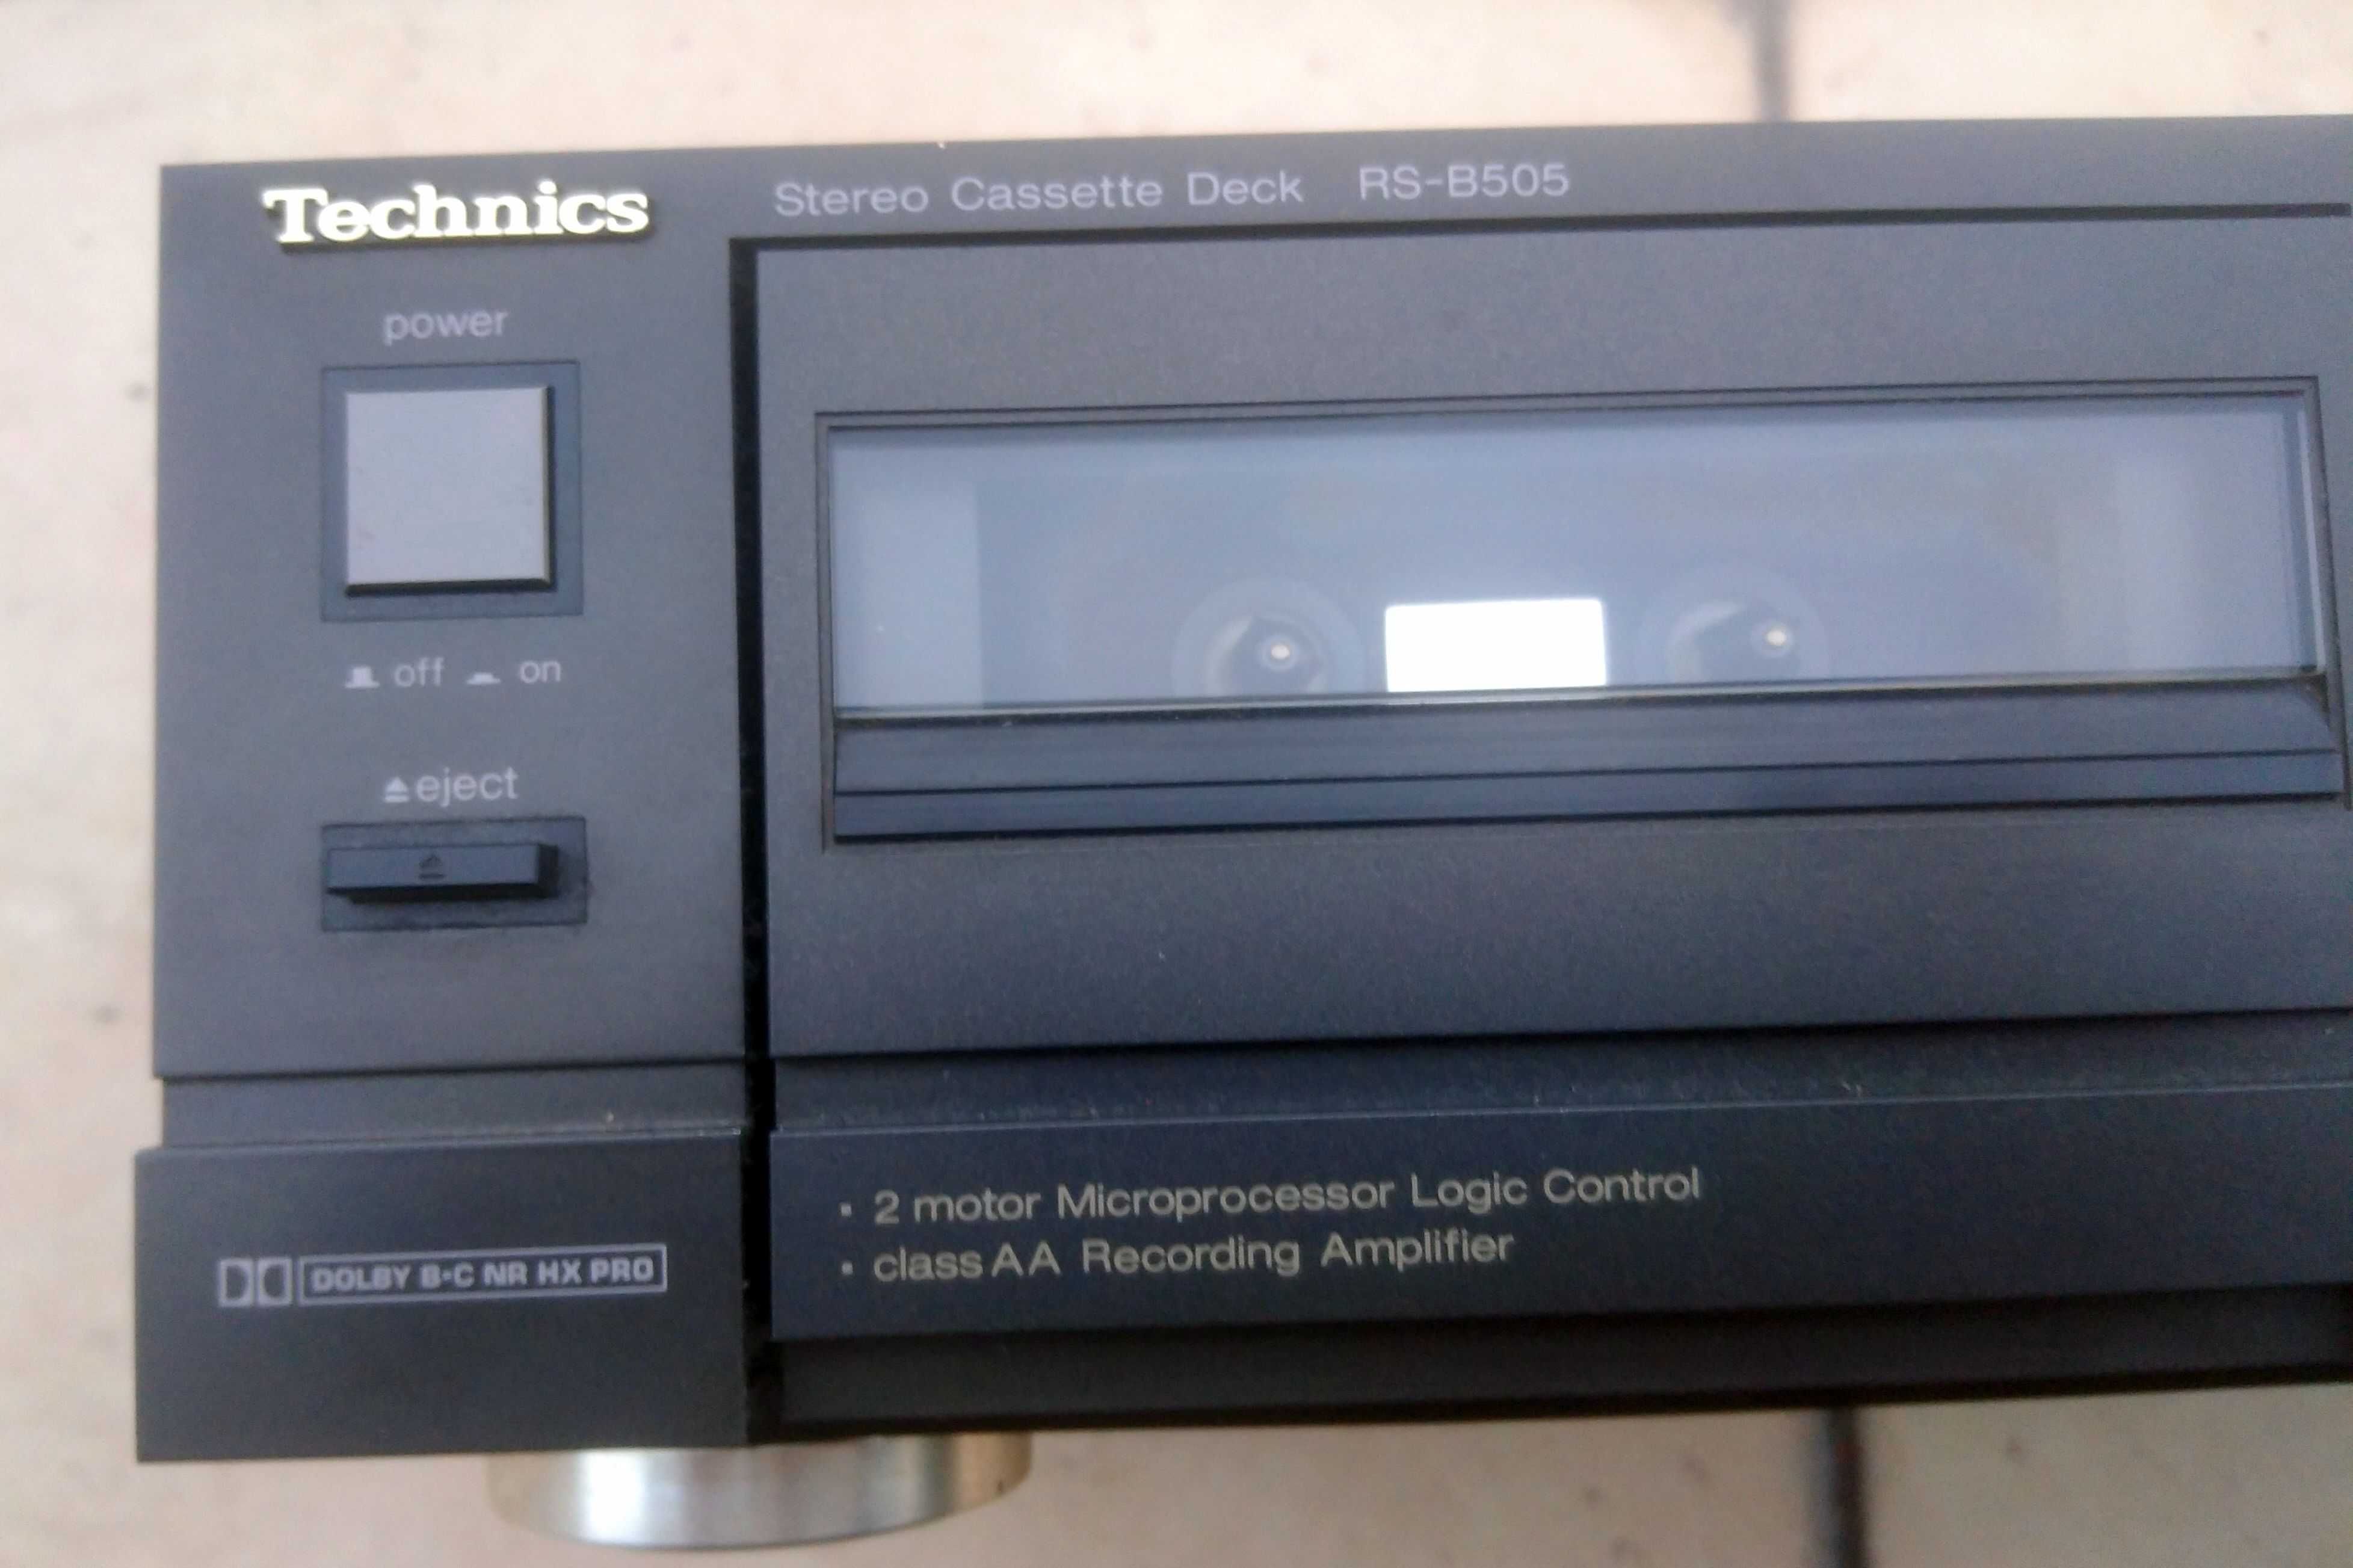 Technics
Stereo Cassette Deck RS-B505
power
off on
eject
DOLBY B·C NR HX PRO
2 motor Microprocessor Logic Control
class AA Recording Amplifier